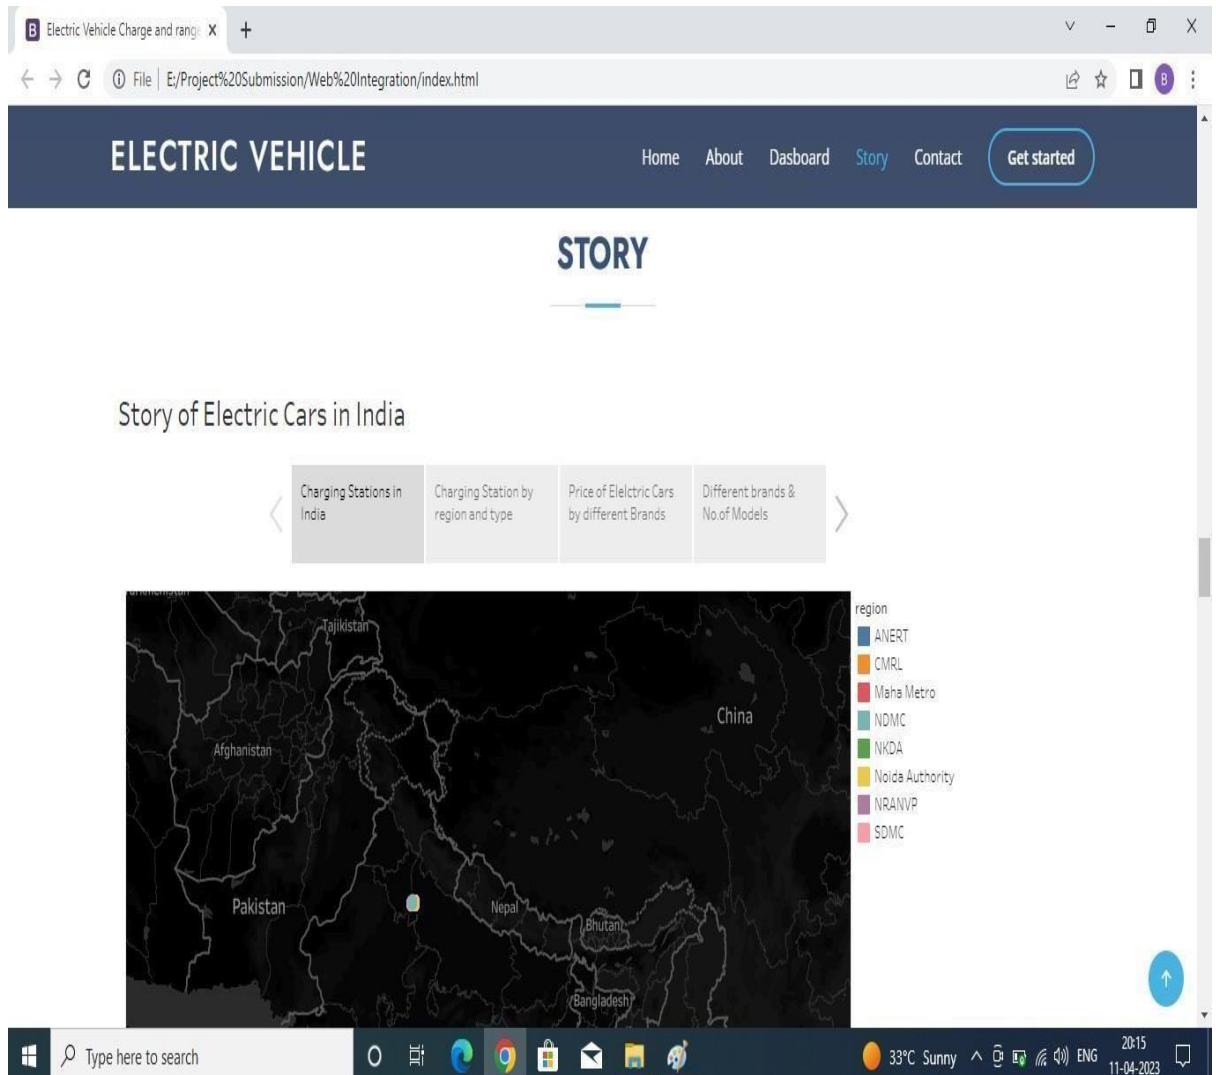 B Electric Vehicle Charge and range
File | E:/Project%20Submission/Web%20Integration/index.html
B
ELECTRIC VEHICLE
Home About Dasboard Story Contact Get started
STORY
Story of Electric Cars in India
Charging Stations in
India
Charging Station by
region and type
Price of Elelctric Cars
by different Brands
Different brands &
No.of Models
Turkmenistan
Tajikistan
China
Afghanistan
Pakistan
Nepal
Bhutan
Bangladesh
region
ANERT
CMRL
Maha Metro
NDMC
NKDA
Noida Authority
NRANVP
SDMC
Type here to search
33°C Sunny
ENG
20:15
11-04-2023